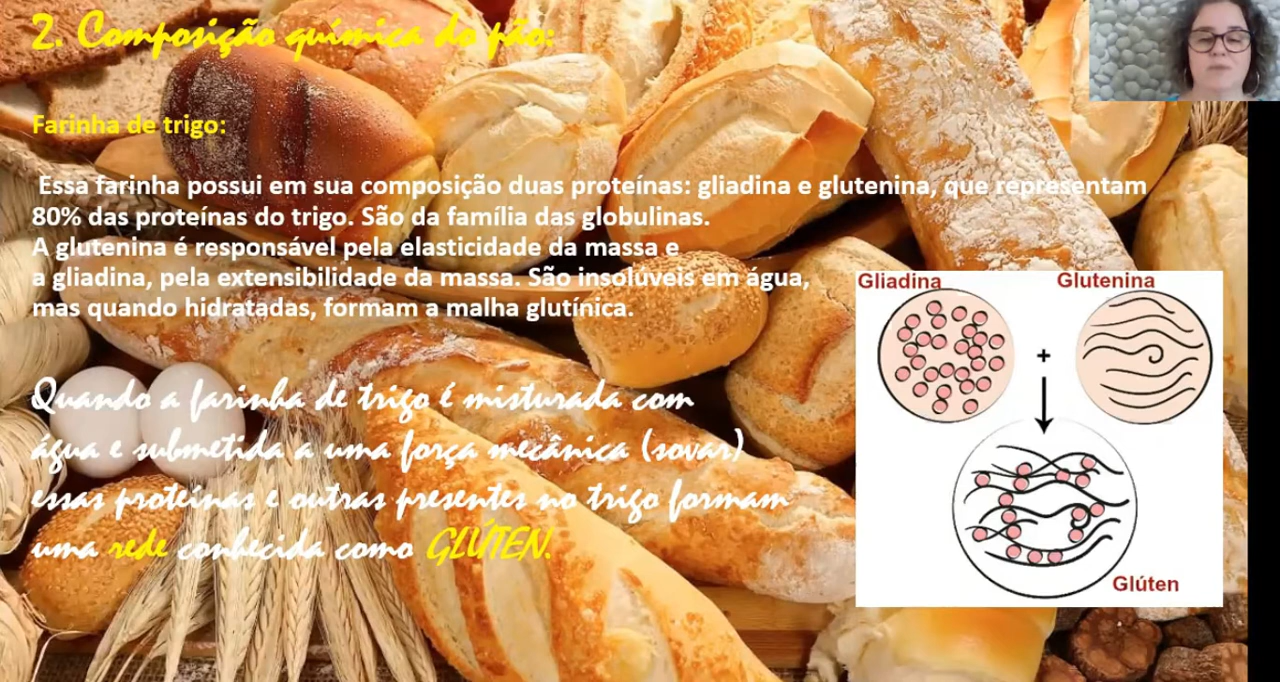 2. Composição química do pão:
Farinha de trigo:
Essa farinha possui em sua composição duas proteínas: gliadina e glutenina, que representam
80% das proteínas do trigo. São da família das globulinas.
A glutenina é responsável pela elasticidade da massa e
a gliadina, pela extensibilidade da massa. São insolúveis em água,
mas quando hidratadas, formam a malha glutínica.
Quando a farinha de trigo é misturada com
água e submetida a uma força mecânica (sovar)
essas proteínas e outras presentes no trigo formam
uma rede conhecida como GLÚTEN.
Gliadina
Glutenina
+
Glúten